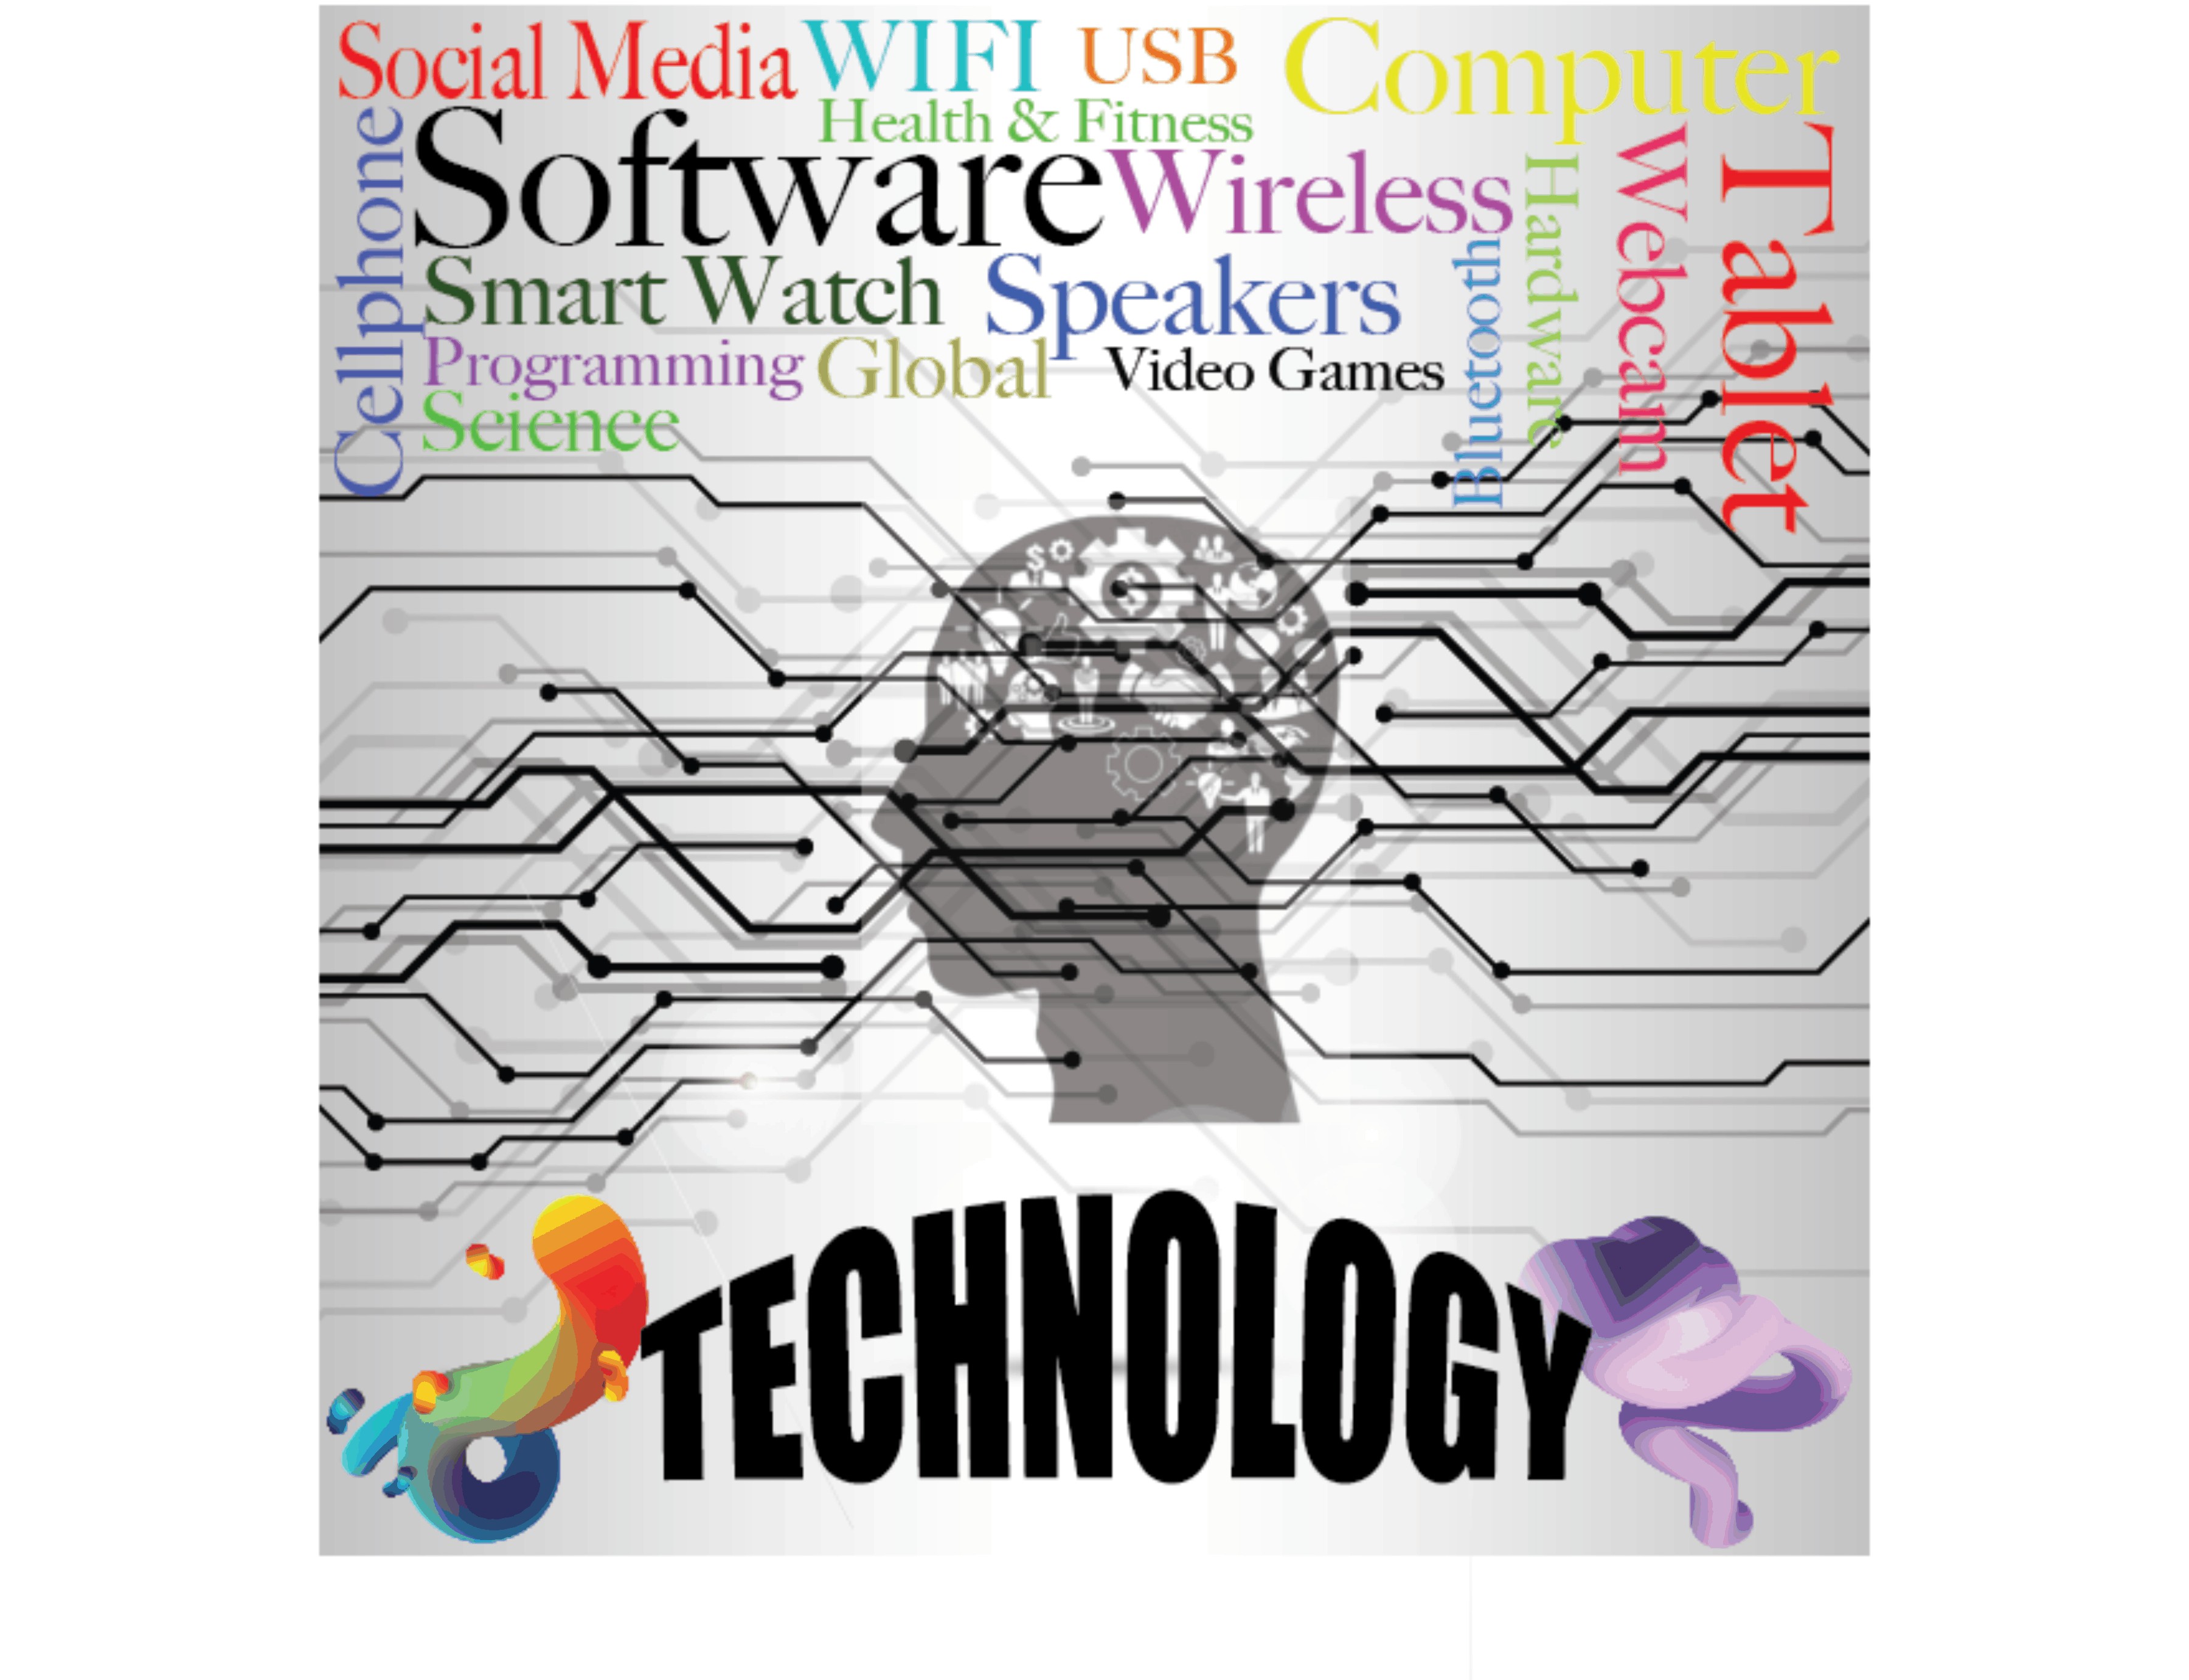 Social Media WIFI USB Computer
Health & Fitness
Cellphone
Software Wireless
Smart Watch Speakers
Programming Global Video Games
Science
Bluetooth
Hardware
Webcam
Tablet
$
$
TECHNOLOGY